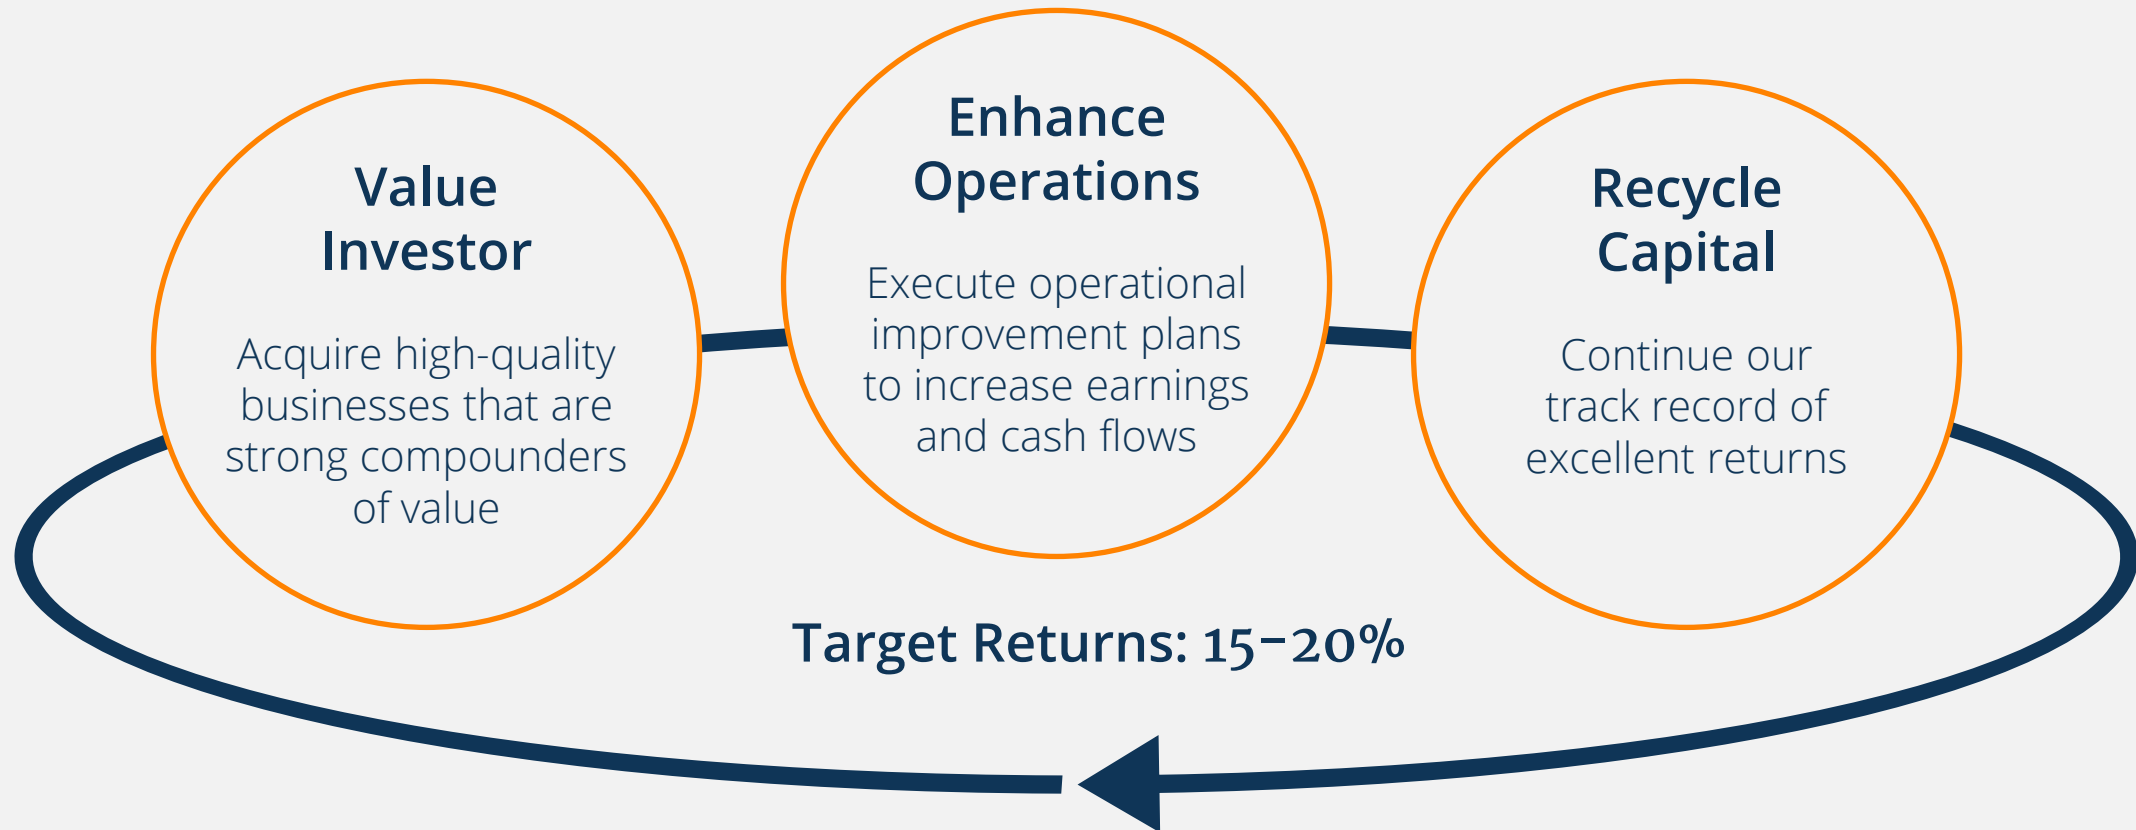 Value
Investor
Acquire high-quality
businesses that are
strong compounders
of value
Enhance
Operations
Execute operational
improvement plans
to increase earnings
and cash flows
Recycle
Capital
Continue our
track record of
excellent returns
Target Returns: 15–20%